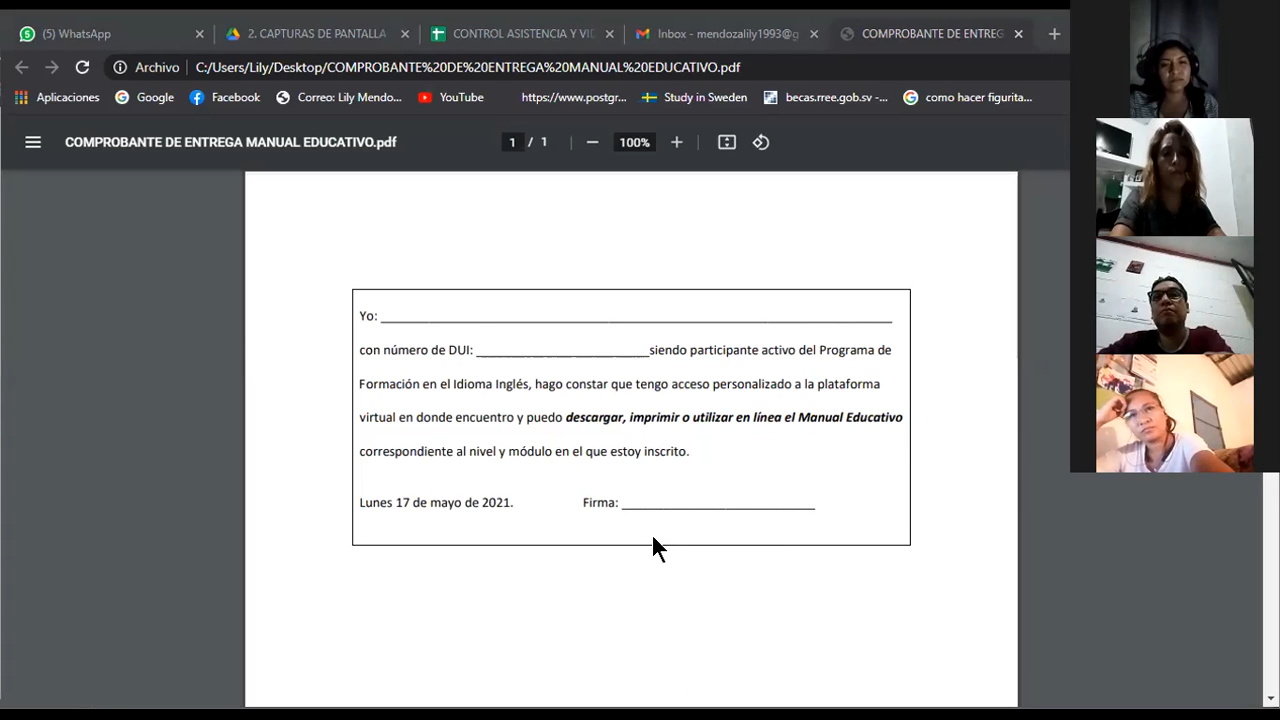 (5) WhatsApp
2. CAPTURAS DE PANTALLA
CONTROL ASISTENCIA Y VI
Inbox - mendozalily1993@g
COMPROBANTE DE ENTREG
Archivo
C:/Users/Lily/Desktop/COMPROBANTE%20DE%20ENTREGA%20MANUAL%20EDUCATIVO.pdf
Aplicaciones
Google
Facebook
Correo: Lily Mendo...
YouTube
https://www.postgr...
Study in Sweden
becas.rree.gob.sv -...
como hacer figurita...
COMPROBANTE DE ENTREGA MANUAL EDUCATIVO.pdf
1 / 1
100%
Yo: ____________________
con número de DUI: ____________________siendo participante activo del Programa de
Formación en el Idioma Inglés, hago constar que tengo acceso personalizado a la plataforma
virtual en donde encuentro y puedo descargar, imprimir o utilizar en línea el Manual Educativo
correspondiente al nivel y módulo en el que estoy inscrito.
Lunes 17 de mayo de 2021. Firma: ____________________